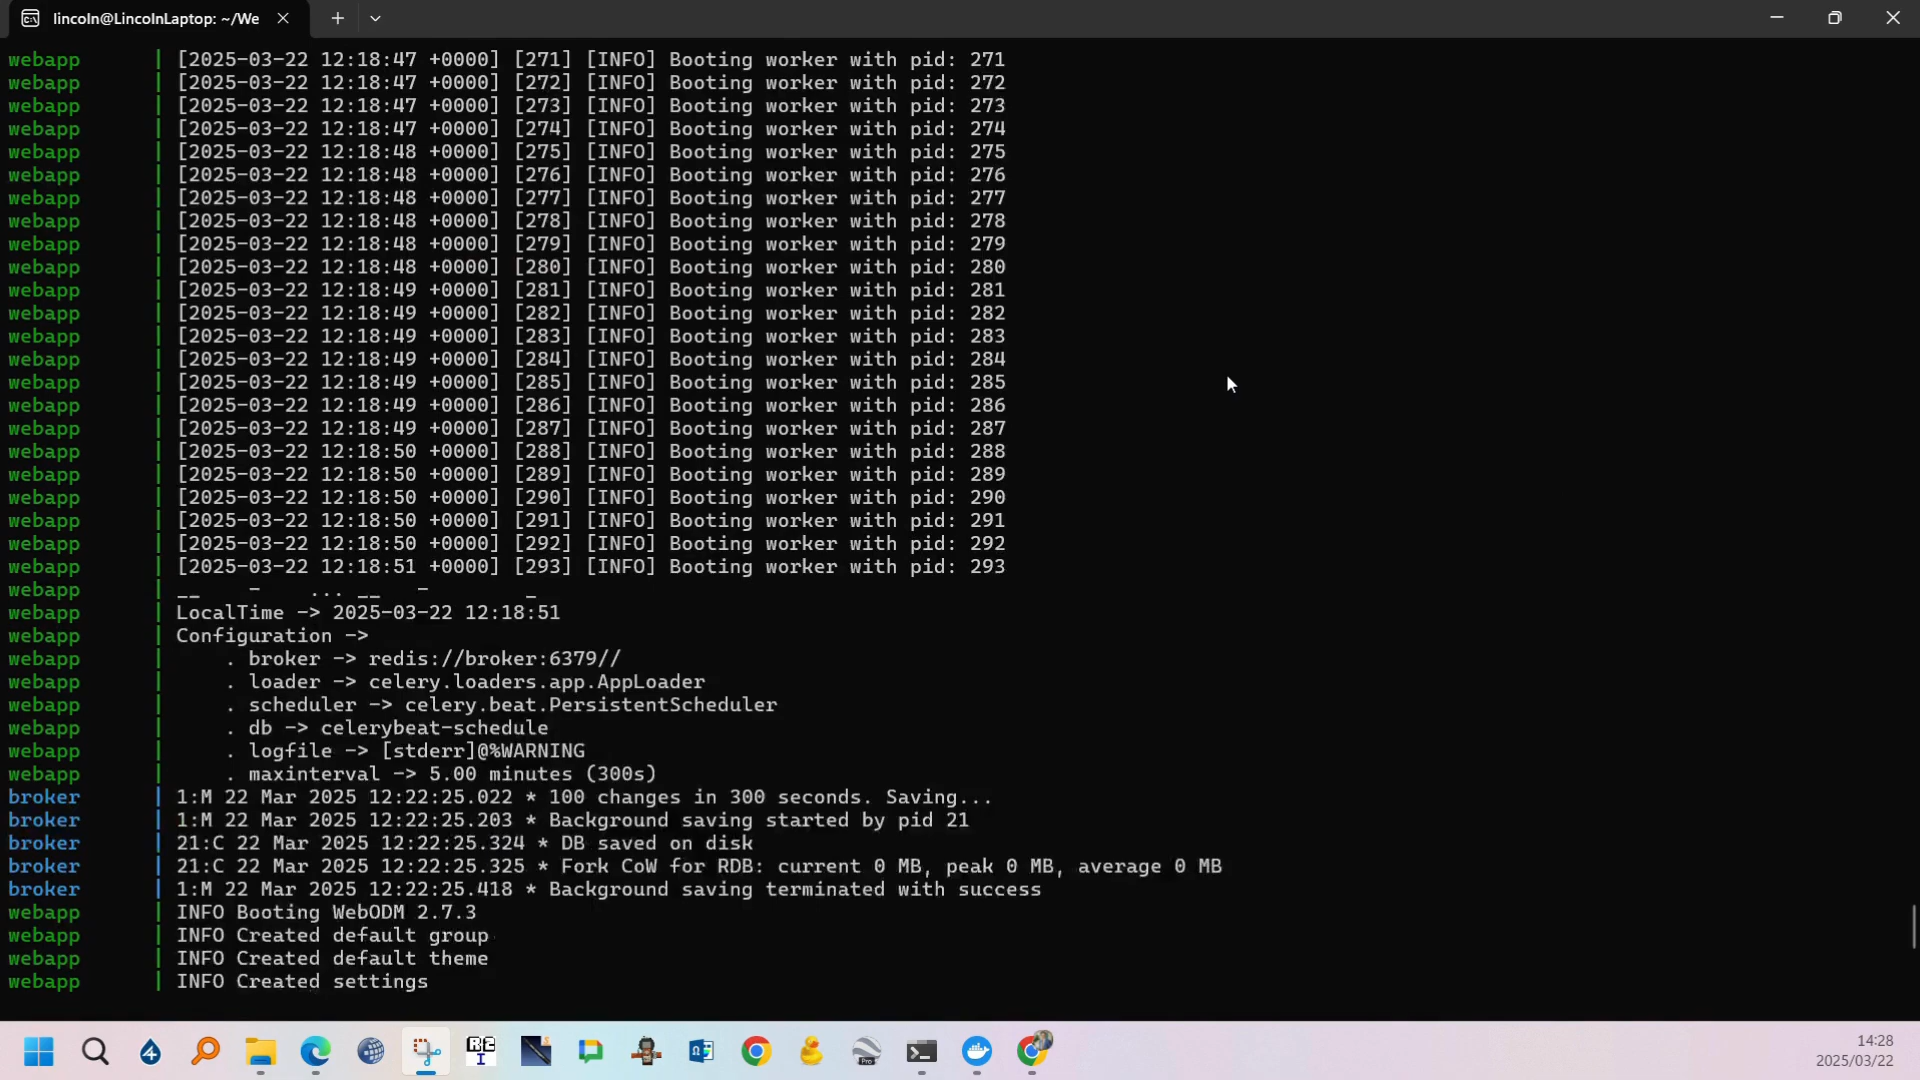 lincoln@LincolnLaptop: ~/We
webapp | [2025-03-22 12:18:47 +0000] [271] [INFO] Booting worker with pid: 271
webapp | [2025-03-22 12:18:47 +0000] [272] [INFO] Booting worker with pid: 272
webapp | [2025-03-22 12:18:47 +0000] [273] [INFO] Booting worker with pid: 273
webapp | [2025-03-22 12:18:47 +0000] [274] [INFO] Booting worker with pid: 274
webapp | [2025-03-22 12:18:48 +0000] [275] [INFO] Booting worker with pid: 275
webapp | [2025-03-22 12:18:48 +0000] [276] [INFO] Booting worker with pid: 276
webapp | [2025-03-22 12:18:48 +0000] [277] [INFO] Booting worker with pid: 277
webapp | [2025-03-22 12:18:48 +0000] [278] [INFO] Booting worker with pid: 278
webapp | [2025-03-22 12:18:48 +0000] [279] [INFO] Booting worker with pid: 279
webapp | [2025-03-22 12:18:48 +0000] [280] [INFO] Booting worker with pid: 280
webapp | [2025-03-22 12:18:49 +0000] [281] [INFO] Booting worker with pid: 281
webapp | [2025-03-22 12:18:49 +0000] [282] [INFO] Booting worker with pid: 282
webapp | [2025-03-22 12:18:49 +0000] [283] [INFO] Booting worker with pid: 283
webapp | [2025-03-22 12:18:49 +0000] [284] [INFO] Booting worker with pid: 284
webapp | [2025-03-22 12:18:49 +0000] [285] [INFO] Booting worker with pid: 285
webapp | [2025-03-22 12:18:49 +0000] [286] [INFO] Booting worker with pid: 286
webapp | [2025-03-22 12:18:49 +0000] [287] [INFO] Booting worker with pid: 287
webapp | [2025-03-22 12:18:50 +0000] [288] [INFO] Booting worker with pid: 288
webapp | [2025-03-22 12:18:50 +0000] [289] [INFO] Booting worker with pid: 289
webapp | [2025-03-22 12:18:50 +0000] [290] [INFO] Booting worker with pid: 290
webapp | [2025-03-22 12:18:50 +0000] [291] [INFO] Booting worker with pid: 291
webapp | [2025-03-22 12:18:50 +0000] [292] [INFO] Booting worker with pid: 292
webapp | [2025-03-22 12:18:51 +0000] [293] [INFO] Booting worker with pid: 293
webapp | __    -    ... __   -        _
webapp | LocalTime -> 2025-03-22 12:18:51
webapp | Configuration ->
webapp |     . broker -> redis://broker:6379//
webapp |     . loader -> celery.loaders.app.AppLoader
webapp |     . scheduler -> celery.beat.PersistentScheduler
webapp |     . db -> celerybeat-schedule
webapp |     . logfile -> [stderr]@%WARNING
webapp |     . maxinterval -> 5.00 minutes (300s)
broker | 1:M 22 Mar 2025 12:22:25.022 * 100 changes in 300 seconds. Saving...
broker | 1:M 22 Mar 2025 12:22:25.203 * Background saving started by pid 21
broker | 21:C 22 Mar 2025 12:22:25.324 * DB saved on disk
broker | 21:C 22 Mar 2025 12:22:25.325 * Fork CoW for RDB: current 0 MB, peak 0 MB, average 0 MB
broker | 1:M 22 Mar 2025 12:22:25.418 * Background saving terminated with success
webapp | INFO Booting WebODM 2.7.3
webapp | INFO Created default group
webapp | INFO Created default theme
webapp | INFO Created settings
14:28
2025/03/22